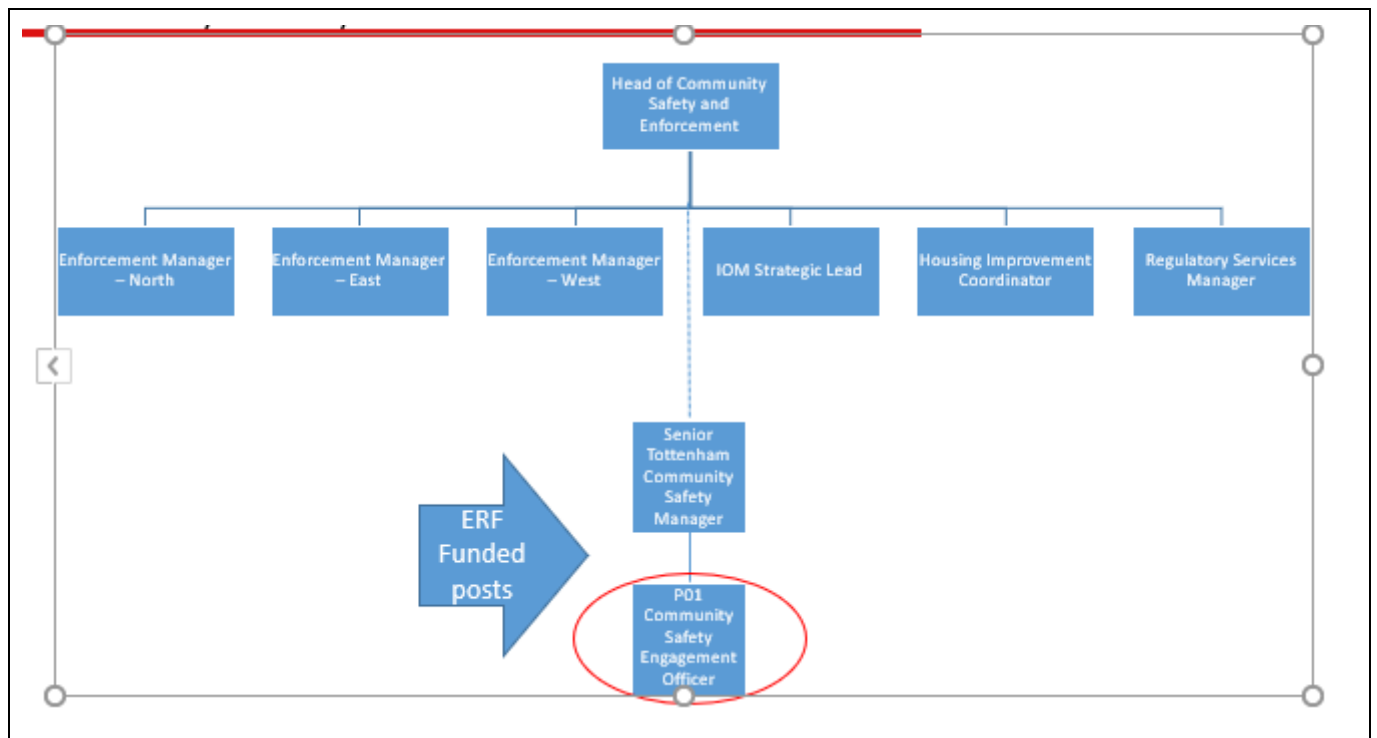 Head of Community
Safety and
Enforcement
Enforcement Manager
– North
Enforcement Manager
– East
Enforcement Manager
– West
IOM Strategic Lead
Housing Improvement
Coordinator
Regulatory Services
Manager
Senior
Tottenham
Community
Safety
Manager
ERF
Funded
posts
P01
Community
Safety
Engagement
Officer